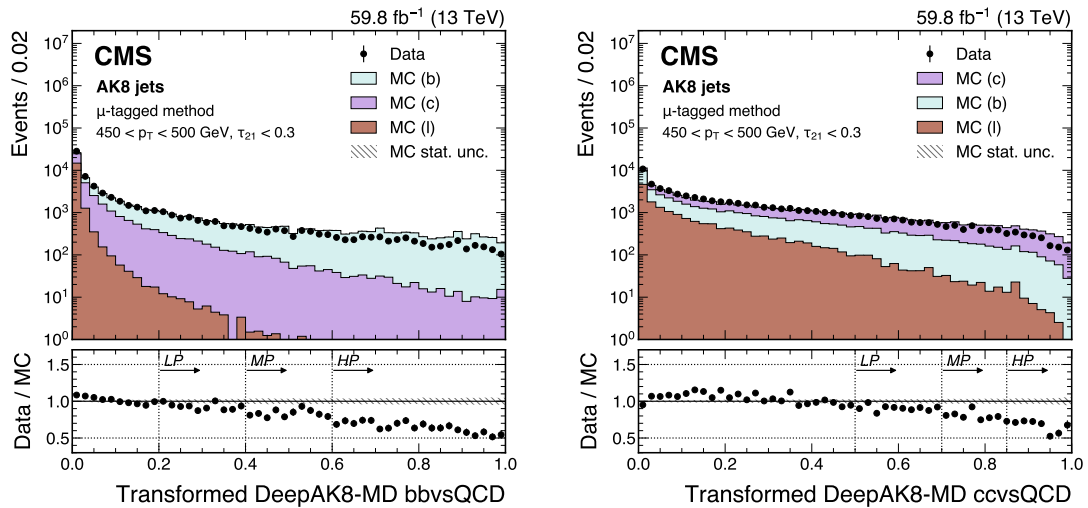 59.8 fb⁻¹ (13 TeV)
CMS
AK8 jets
μ-tagged method
450 < pT < 500 GeV, τ21 < 0.3
Data
MC (b)
MC (c)
MC (l)
MC stat. unc.
Events / 0.02
10⁷
10⁶
10⁵
10⁴
10³
10²
10¹
10⁰
Data / MC
1.5
1.0
0.5
LP
MP
HP
0.0 0.2 0.4 0.6 0.8 1.0
Transformed DeepAK8-MD bbvsQCD
59.8 fb⁻¹ (13 TeV)
CMS
AK8 jets
μ-tagged method
450 < pT < 500 GeV, τ21 < 0.3
Data
MC (c)
MC (b)
MC (l)
MC stat. unc.
Events / 0.02
10⁷
10⁶
10⁵
10⁴
10³
10²
10¹
10⁰
Data / MC
1.5
1.0
0.5
LP
MP
HP
0.0 0.2 0.4 0.6 0.8 1.0
Transformed DeepAK8-MD ccvsQCD